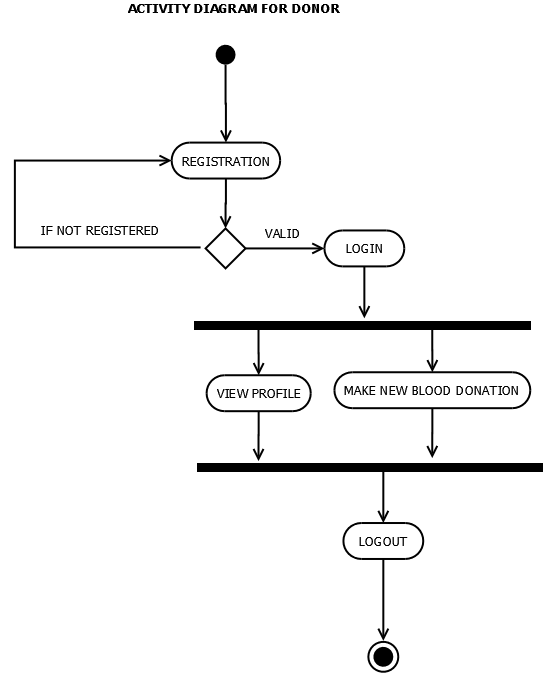 ACTIVITY DIAGRAM FOR DONOR
REGISTRATION
IF NOT REGISTERED
VALID
LOGIN
VIEW PROFILE
MAKE NEW BLOOD DONATION
LOGOUT